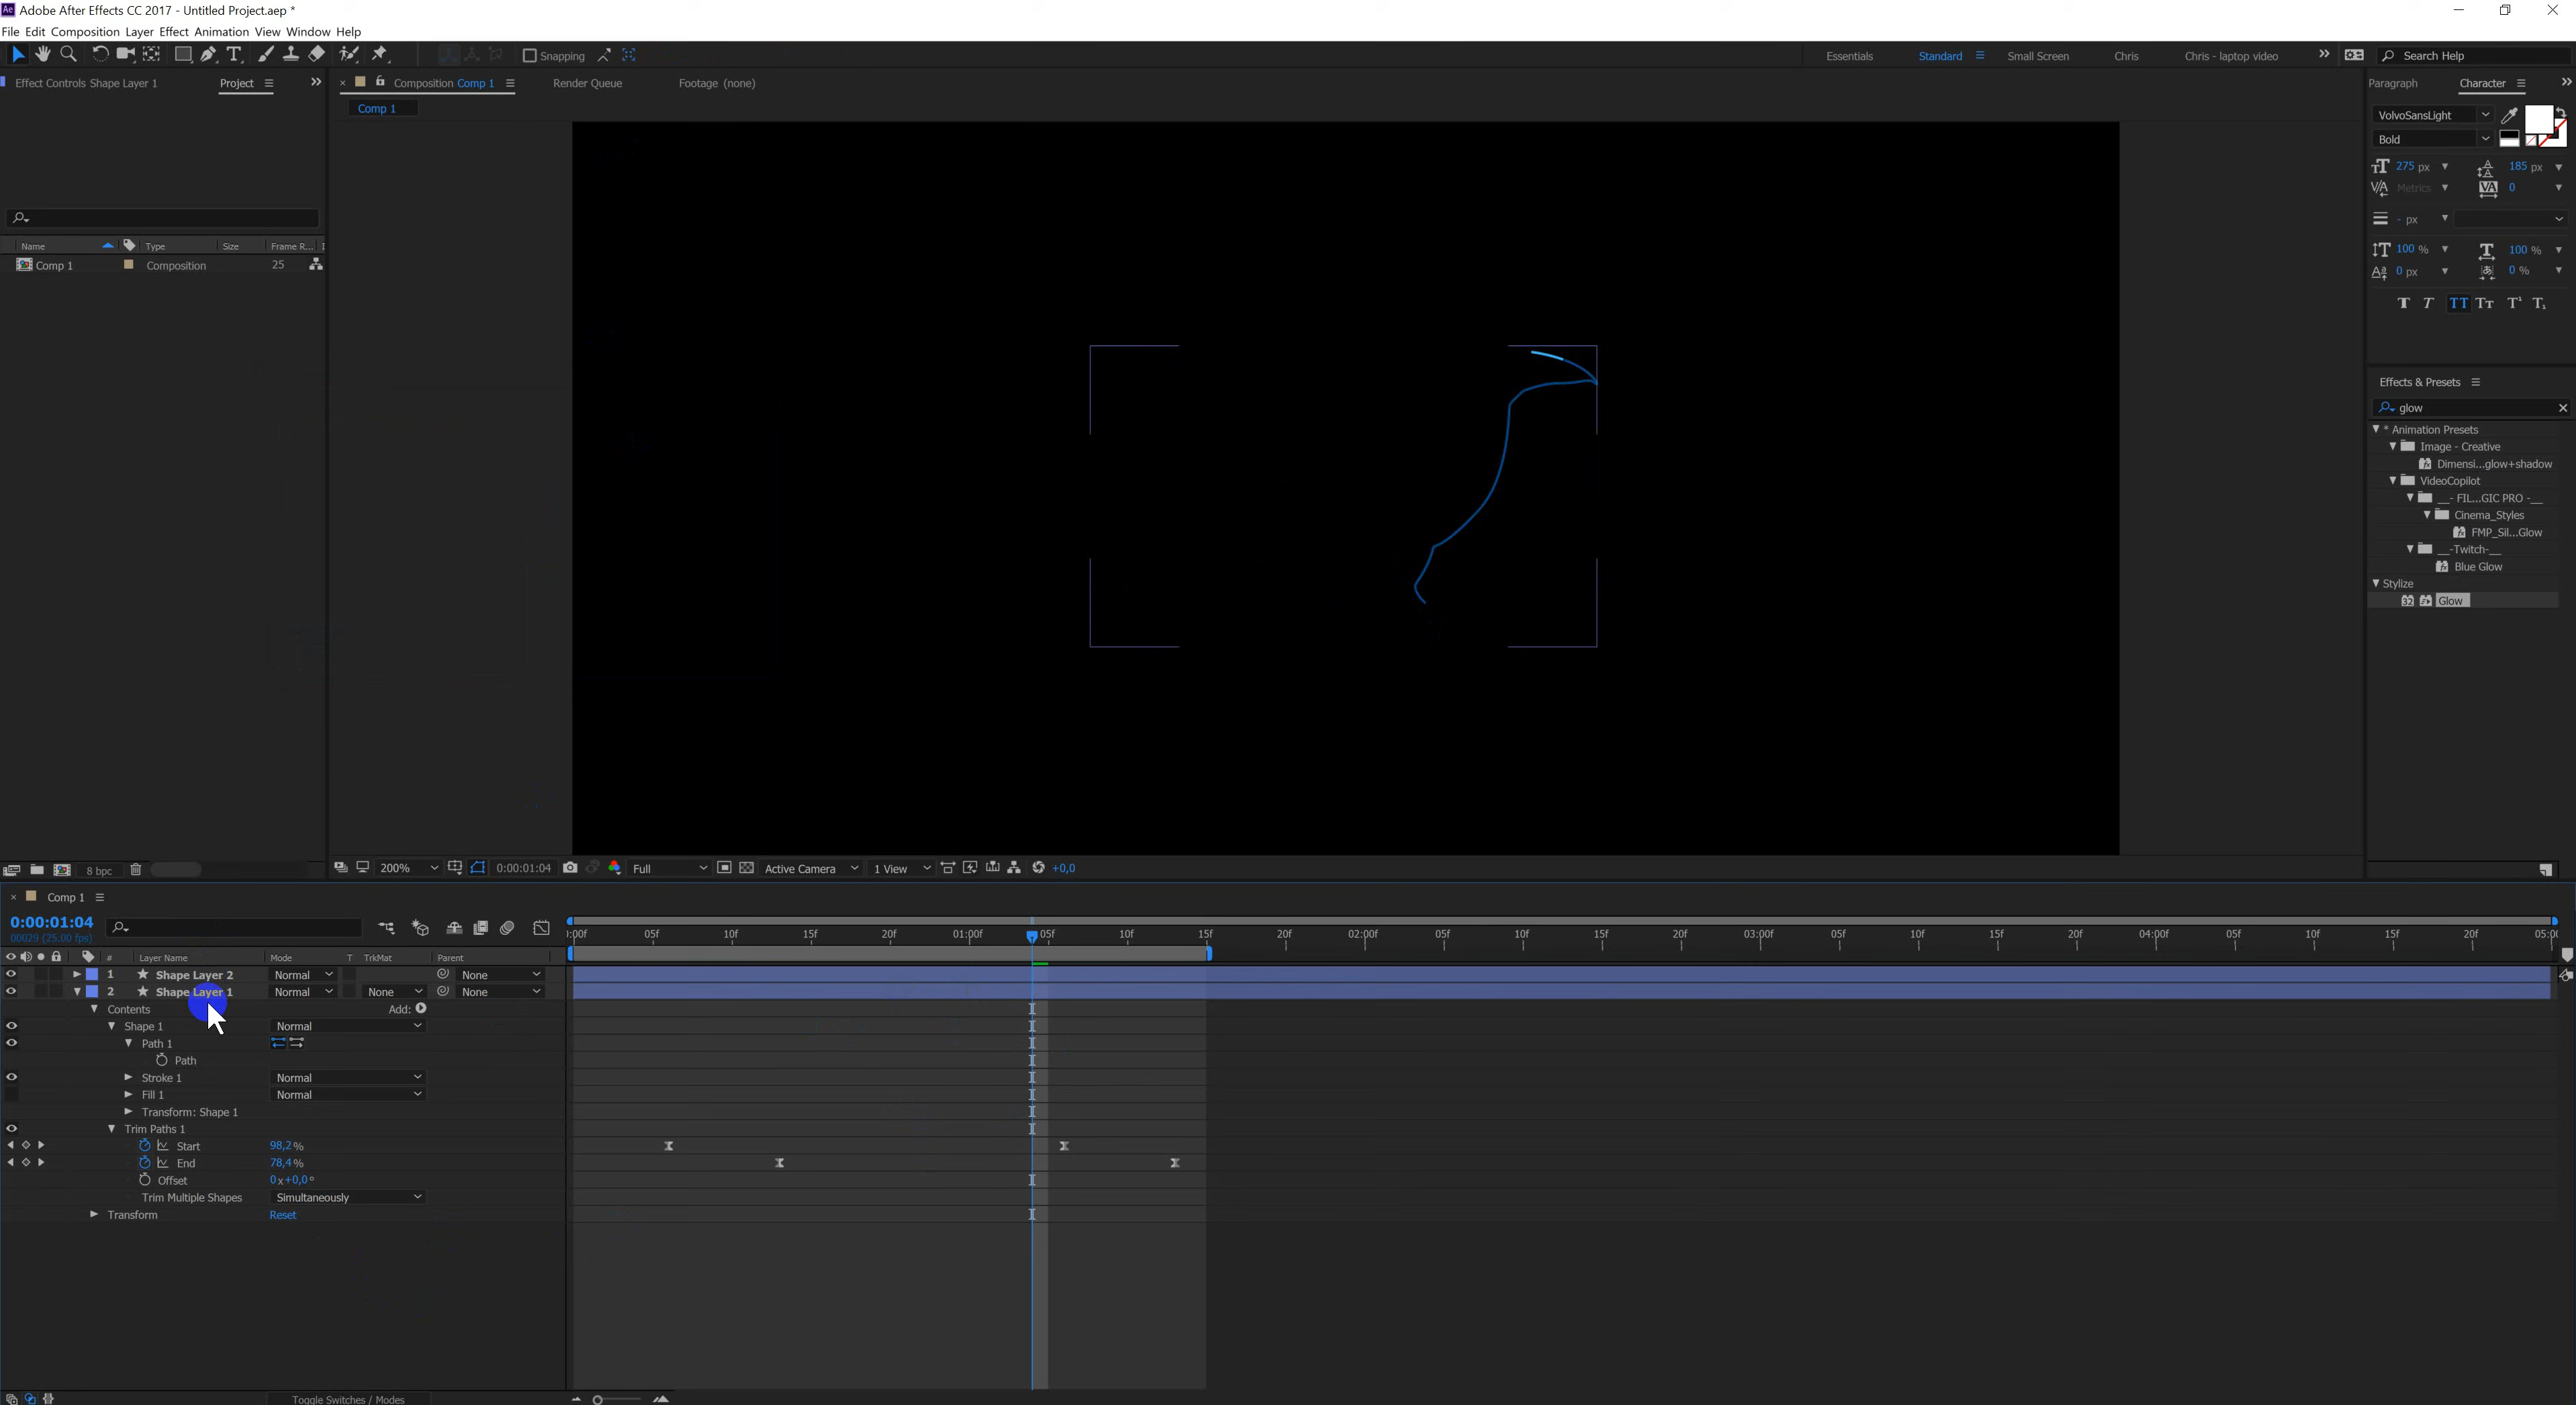 Adobe After Effects CC 2017 - Untitled Project.aep *
File Edit Composition Layer Effect Animation View Window Help
Snapping
Essentials Standard Small Screen Chris Chris - laptop video Search Help
Effect Controls Shape Layer 1 Project
Composition Comp 1 Render Queue Footage (none)
Paragraph Character
Comp 1
VolvoSansLight
Bold
275 px 185 px
Metrics 0
- px
100 % 100 %
0 px 0 %
Name Type Size Frame R...
Comp 1 Composition 25
Effects & Presets
glow
* Animation Presets
Image - Creative
Dimensi...glow+shadow
VideoCopilot
__- FIL...GIC PRO -__
Cinema_Styles
FMP_Sil...Glow
__-Twitch-__
Blue Glow
Stylize
Glow
8 bpc
200% 0:00:01:04 Full Active Camera 1 View +0,0
Comp 1
0:00:01:04
00029 (25.00 fps)
):00f 05f 10f 15f 20f 01:00f 05f 10f 15f 20f 02:00f 05f 10f 15f 20f 03:00f 05f 10f 15f 20f 04:00f 05f 10f 15f 20f 05:0(
# Layer Name Mode T TrkMat Parent
1 Shape Layer 2 Normal None
2 Shape Layer 1 Normal None None
Contents Add:
Shape 1 Normal
Path 1
Path
Stroke 1 Normal
Fill 1 Normal
Transform: Shape 1
Trim Paths 1
Start 98,2 %
End 78,4 %
Offset 0 x +0,0 °
Trim Multiple Shapes Simultaneously
Transform Reset
Toggle Switches / Modes